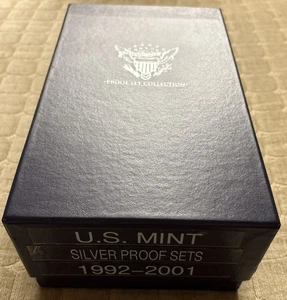 PROOF SET COLLECTION
U.S. MINT
SILVER PROOF SETS
1992-2001